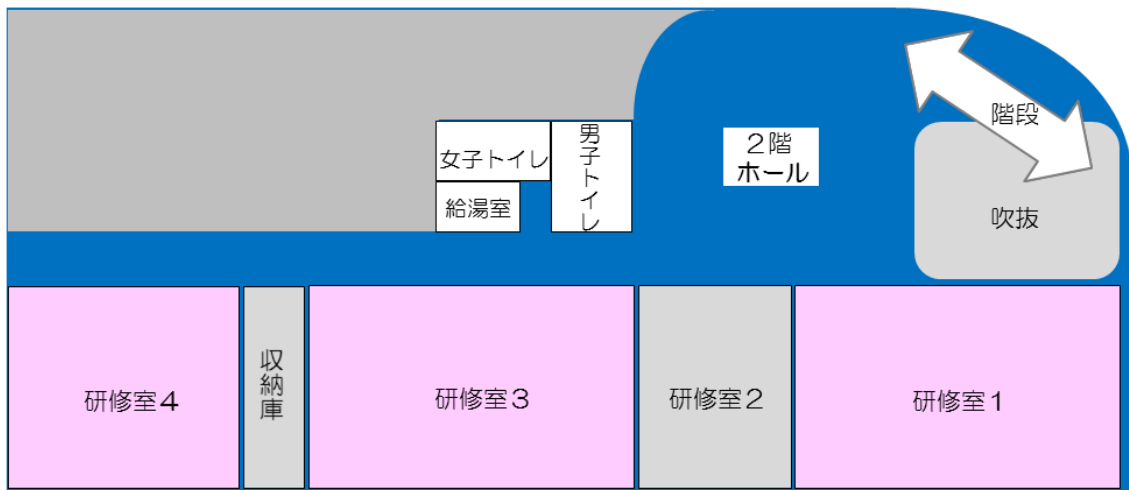 階段
男子トイレ
女子トイレ
２階
ホール
給湯室
吹抜
研修室４
収納庫
研修室３
研修室２
研修室１